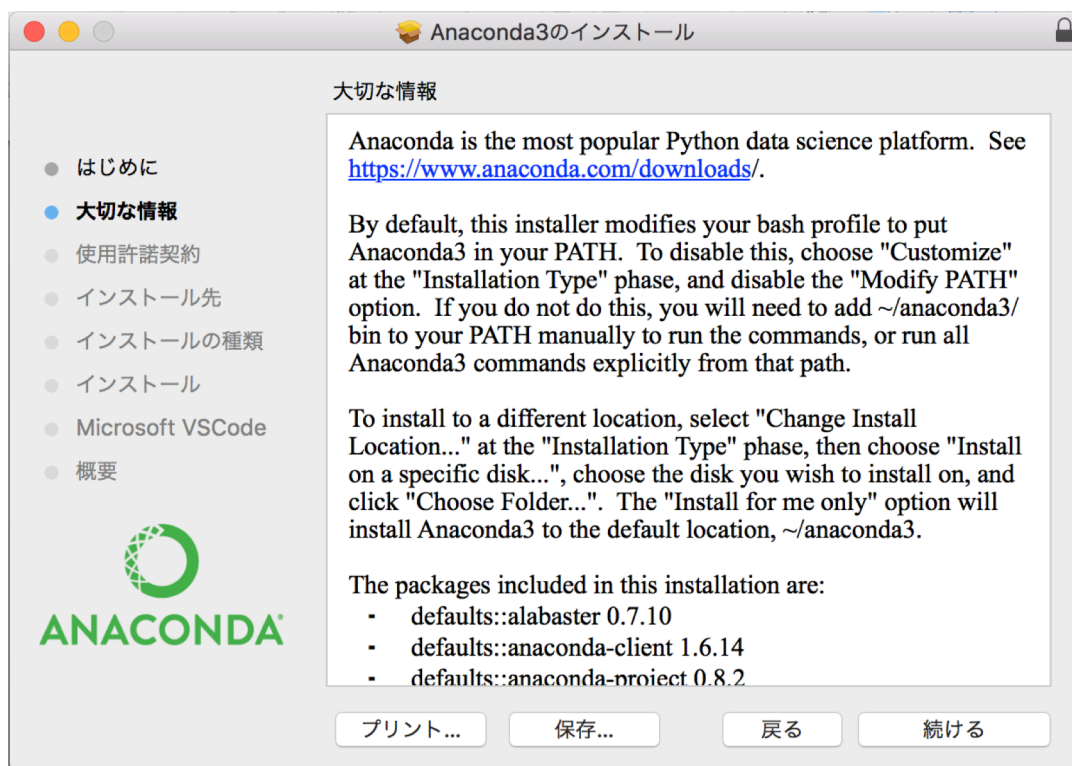 Anaconda3のインストール
大切な情報
はじめに
大切な情報
使用許諾契約
インストール先
インストールの種類
インストール
Microsoft VSCode
概要
ANACONDA
Anaconda is the most popular Python data science platform.  See
https://www.anaconda.com/downloads/.
By default, this installer modifies your bash profile to put
Anaconda3 in your PATH.  To disable this, choose "Customize"
at the "Installation Type" phase, and disable the "Modify PATH"
option.  If you do not do this, you will need to add ~/anaconda3/
bin to your PATH manually to run the commands, or run all
Anaconda3 commands explicitly from that path.
To install to a different location, select "Change Install
Location..." at the "Installation Type" phase, then choose "Install
on a specific disk...", choose the disk you wish to install on, and
click "Choose Folder...".  The "Install for me only" option will
install Anaconda3 to the default location, ~/anaconda3.
The packages included in this installation are:
- defaults::alabaster 0.7.10
- defaults::anaconda-client 1.6.14
- defaults::anaconda-project 0.8.2
プリント...
保存...
戻る
続ける